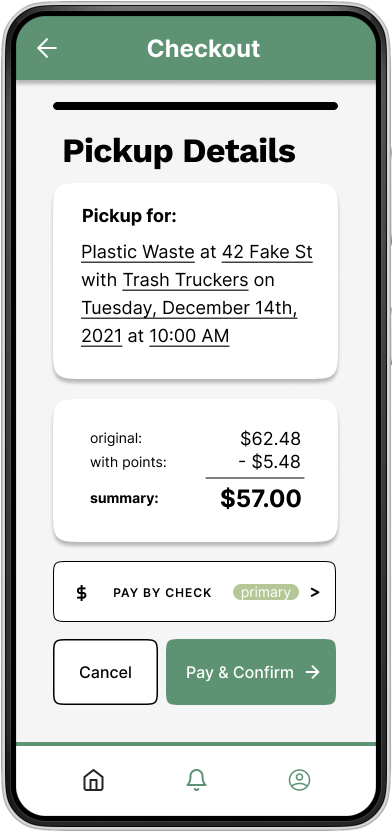 Checkout
Pickup Details
Pickup for:
Plastic Waste at 42 Fake St
with Trash Truckers on
Tuesday, December 14th,
2021 at 10:00 AM
original: $62.48
with points: - $5.48
summary: $57.00
$ PAY BY CHECK primary >
Cancel Pay & Confirm →